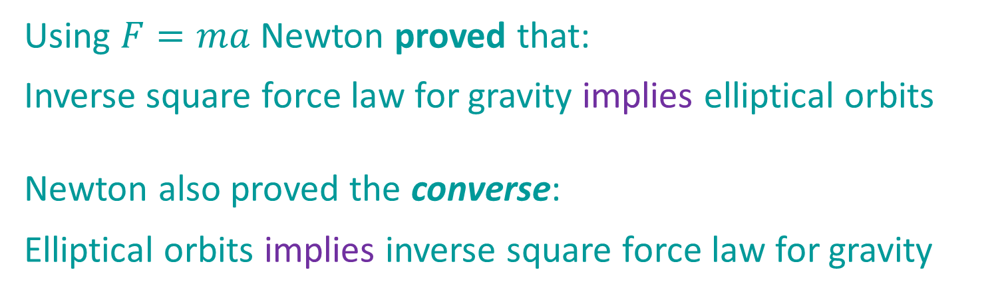 Using F = ma Newton proved that:
Inverse square force law for gravity implies elliptical orbits
Newton also proved the converse:
Elliptical orbits implies inverse square force law for gravity